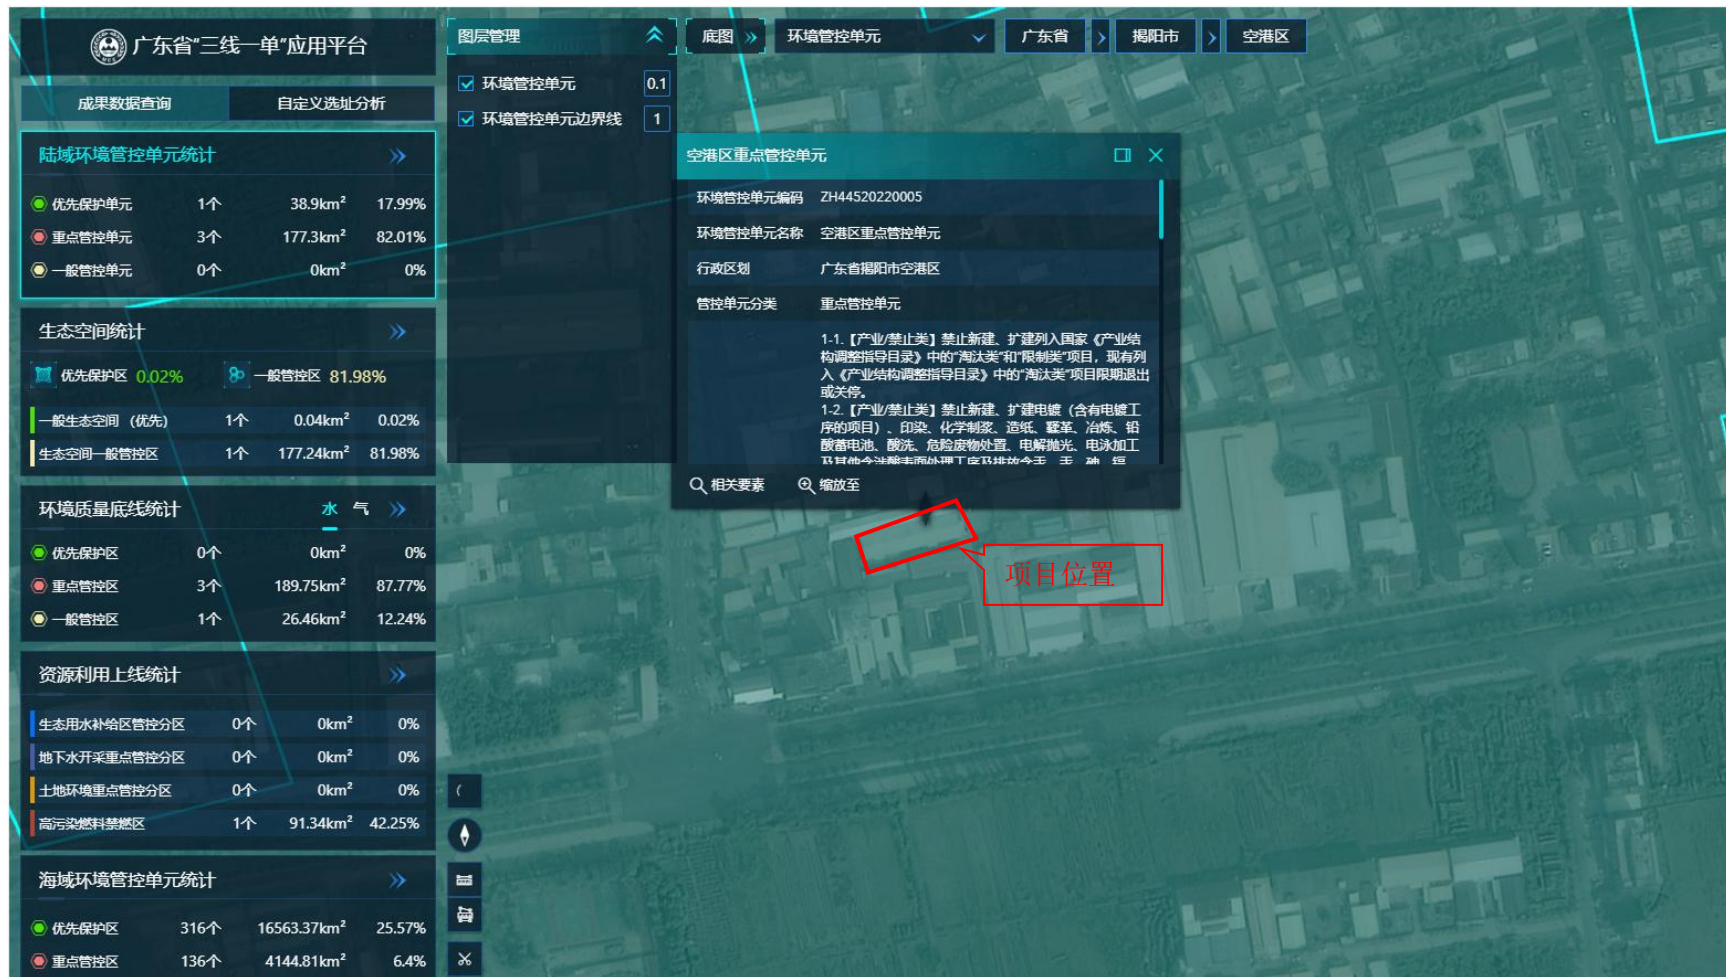 广东省"三线一单"应用平台
成果数据查询 自定义选址分析
陆域环境管控单元统计
优先保护单元 1个 38.9km² 17.99%
重点管控单元 3个 177.3km² 82.01%
一般管控单元 0个 0km² 0%
生态空间统计
优先保护区 0.02% 一般管控区 81.98%
一般生态空间（优先） 1个 0.04km² 0.02%
生态空间一般管控区 1个 177.24km² 81.98%
环境质量底线统计 水 气
优先保护区 0个 0km² 0%
重点管控区 3个 189.75km² 87.77%
一般管控区 1个 26.46km² 12.24%
资源利用上线统计
生态用水补给区管控分区 0个 0km² 0%
地下水开采重点管控分区 0个 0km² 0%
土地环境重点管控分区 0个 0km² 0%
高污染燃料禁燃区 1个 91.34km² 42.25%
海域环境管控单元统计
优先保护区 316个 16563.37km² 25.57%
重点管控区 136个 4144.81km² 6.4%
图层管理
环境管控单元 0.1
环境管控单元边界线 1
底图 环境管控单元 广东省 揭阳市 空港区
空港区重点管控单元
环境管控单元编码 ZH44520220005
环境管控单元名称 空港区重点管控单元
行政区划 广东省揭阳市空港区
管控单元分类 重点管控单元
1-1.【产业/禁止类】禁止新建、扩建列入国家《产业结
构调整指导目录》中的"淘汰类"和"限制类"项目，现有列
入《产业结构调整指导目录》中的"淘汰类"项目限期退出
或关停。
1-2.【产业/禁止类】禁止新建、扩建电镀（含有电镀工
序的项目）、印染、化学制浆、造纸、鞣革、冶炼、铅
酸蓄电池、酸洗、危险废物处置、电解抛光、电泳加工
及其他含涉酸表面处理工序及排放含汞、
相关要素 缩放至
项目位置